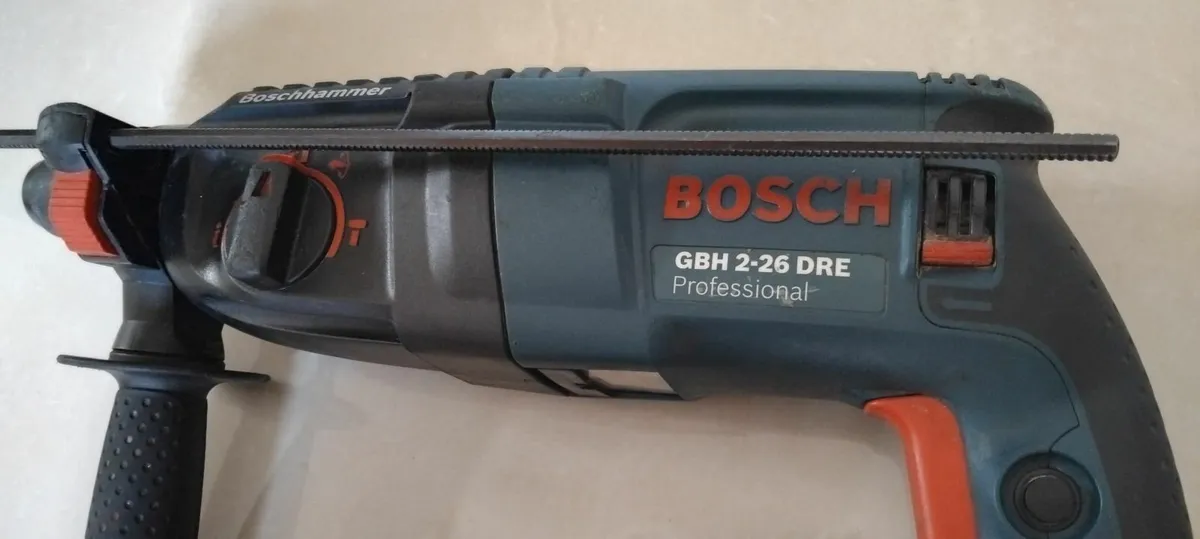 Boschhammer
BOSCH
GBH 2-26 DRE
Professional